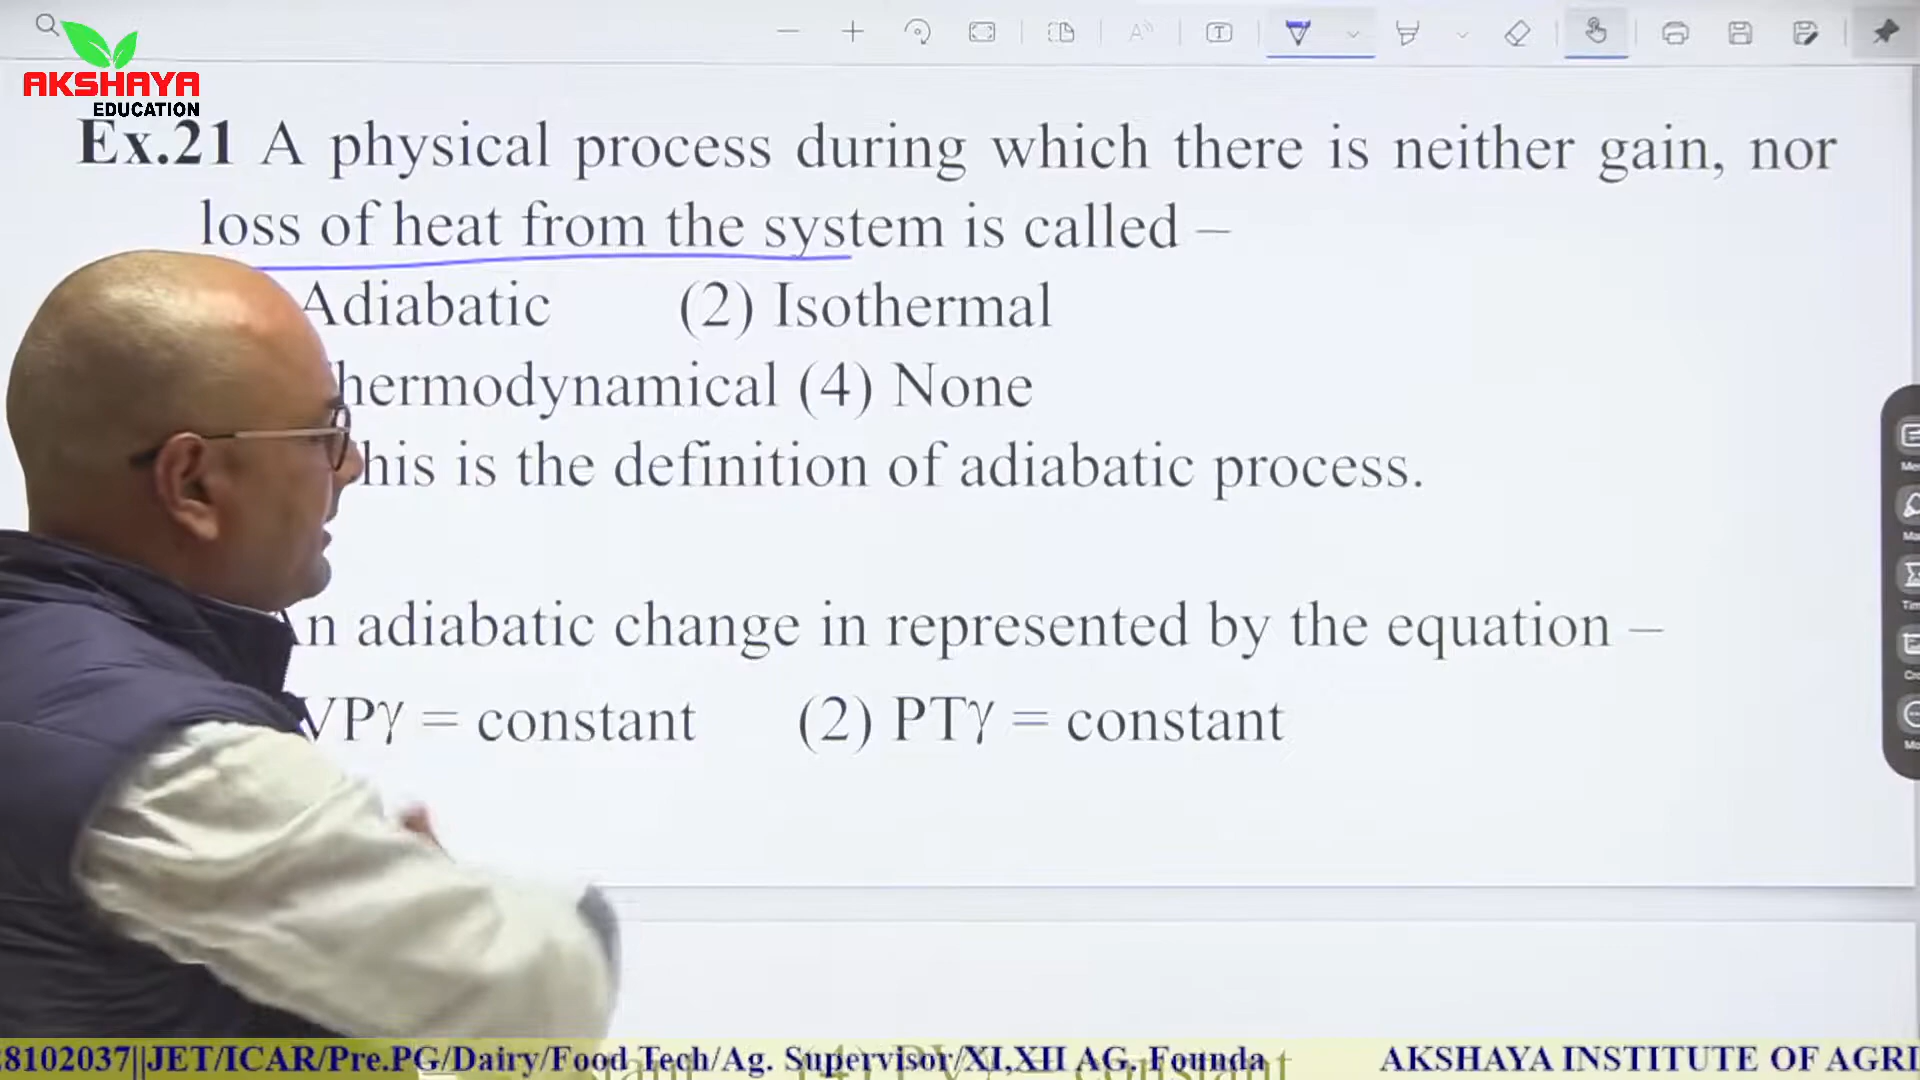 AKSHAYA
EDUCATION
Ex.21 A physical process during which there is neither gain, nor
loss of heat from the system is called –
Adiabatic (2) Isothermal
hermodynamical (4) None
his is the definition of adiabatic process.
n adiabatic change in represented by the equation –
VPγ = constant (2) PTγ = constant
8102037||JET/ICAR/Pre.PG/Dairy/Food Tech/Ag. Supervisor/XI,XII AG. Founda AKSHAYA INSTITUTE OF AGRI